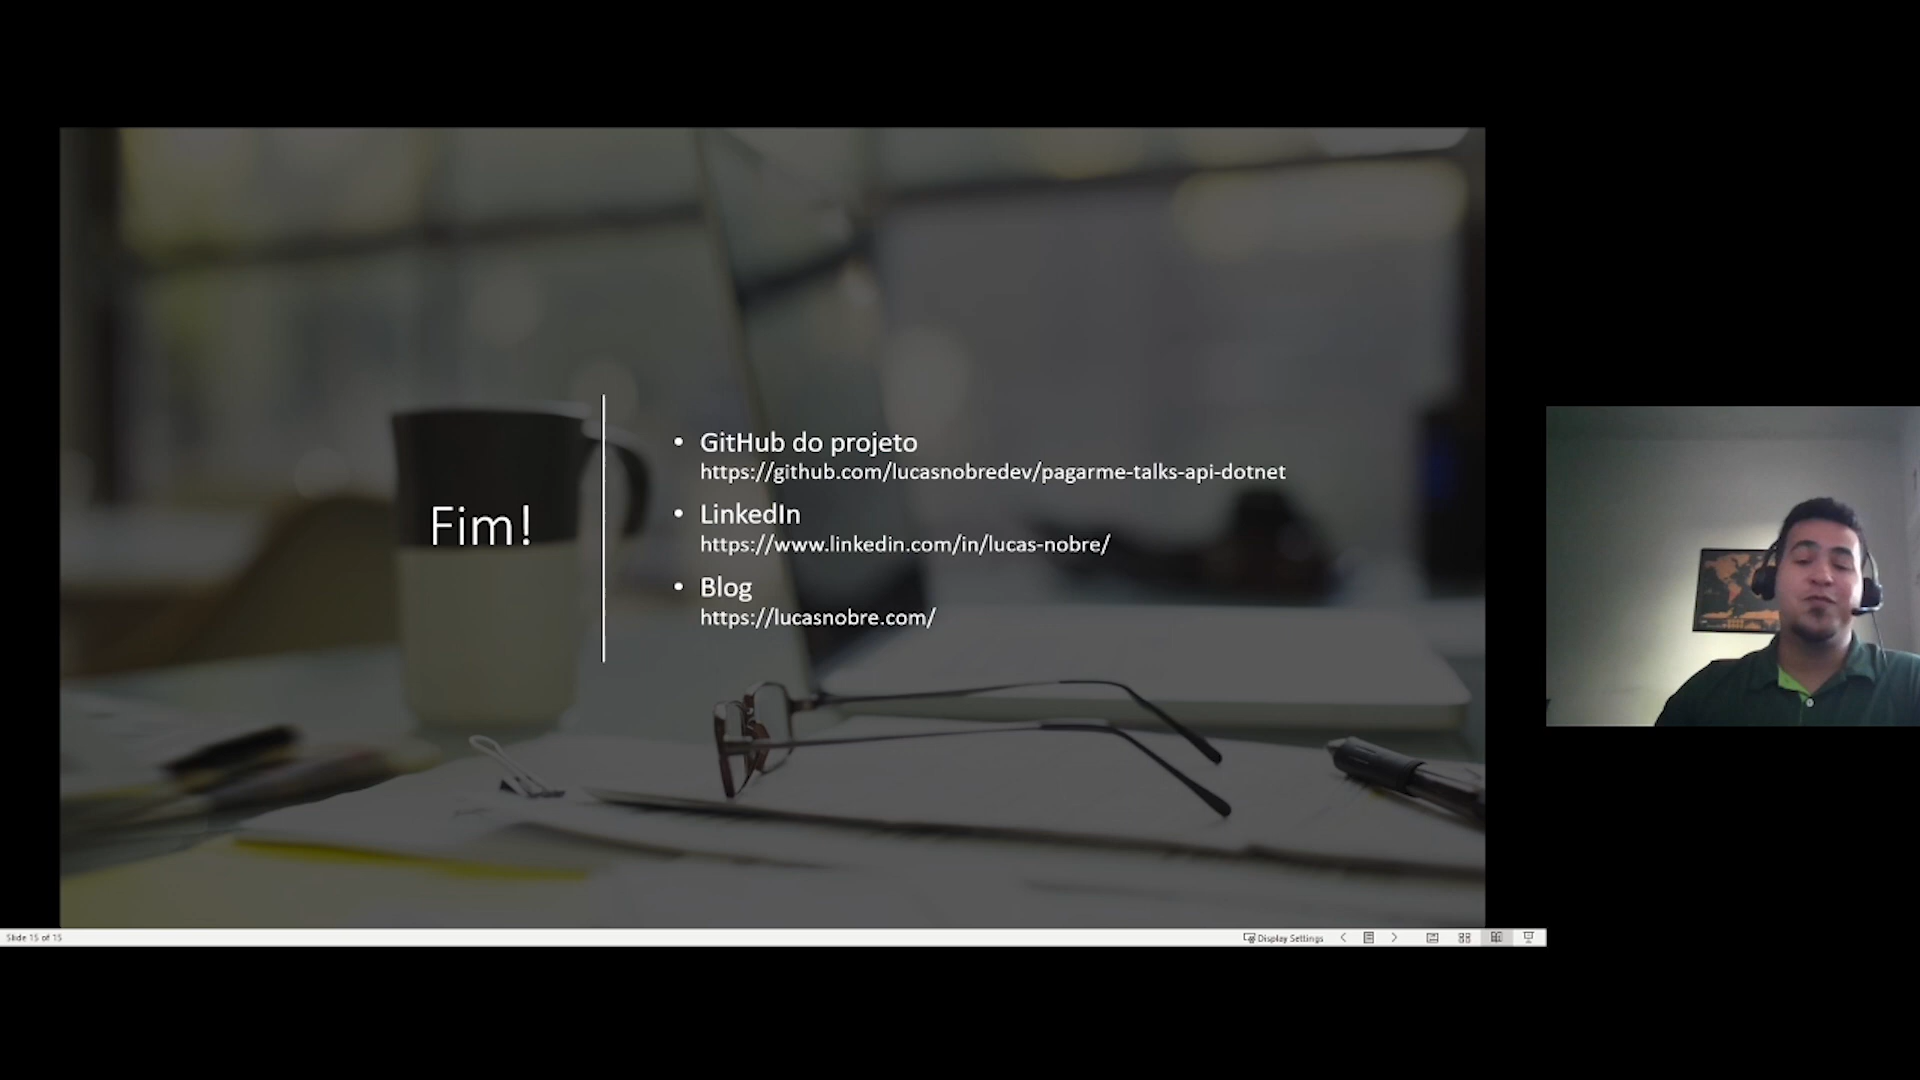 Fim!
• GitHub do projeto
https://github.com/lucasnobredev/pagarme-talks-api-dotnet
• LinkedIn
https://www.linkedin.com/in/lucas-nobre/
• Blog
https://lucasnobre.com/
Slide 15 of 15
Display Settings